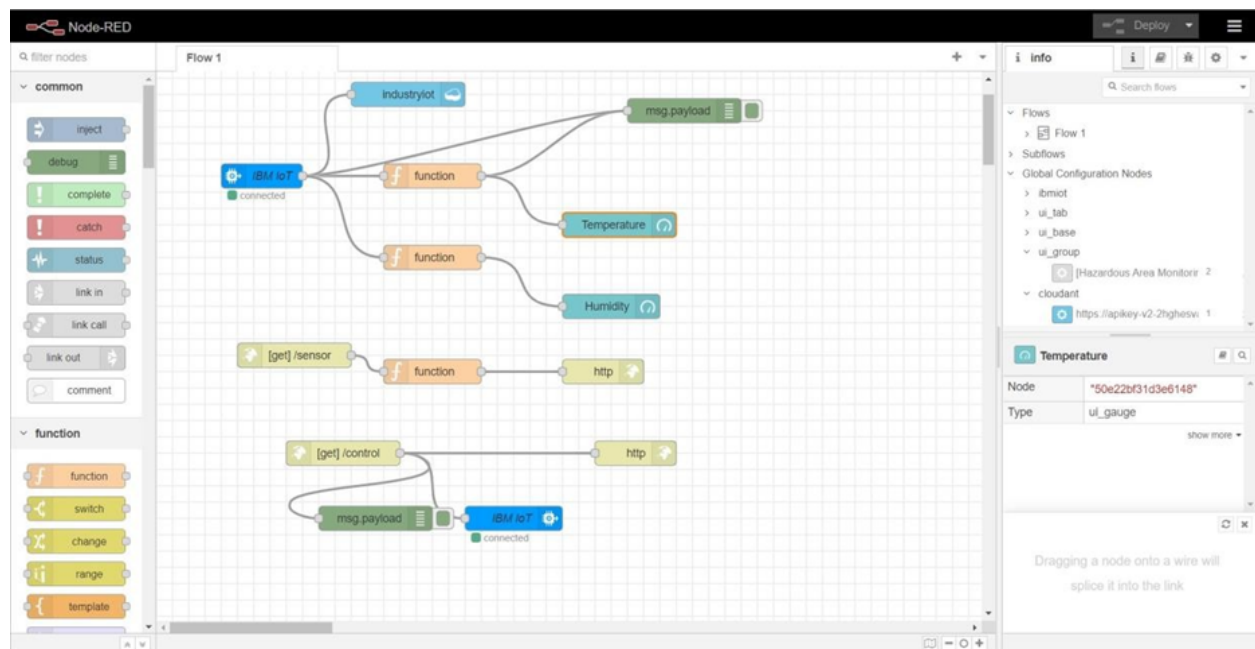 Node-RED
Deploy
filter nodes
Flow 1
info
i
Search flows
common
inject
debug
complete
catch
status
link in
link call
link out
comment
function
function
switch
change
range
template
industryiot
msg.payload
IBM IoT
connected
function
Temperature
function
Humidity
[get] /sensor
function
http
[get] /control
http
msg.payload
IBM IoT
connected
Flows
Flow 1
Subflows
Global Configuration Nodes
ibmiot
ui_tab
ui_base
ui_group
[Hazardous Area Monitorir 2
cloudant
https://apikey-v2-2hghesv 1
Temperature
Node "50e22bf31d3e6148"
Type ui_gauge
show more
Dragging a node onto a wire will
splice it into the link